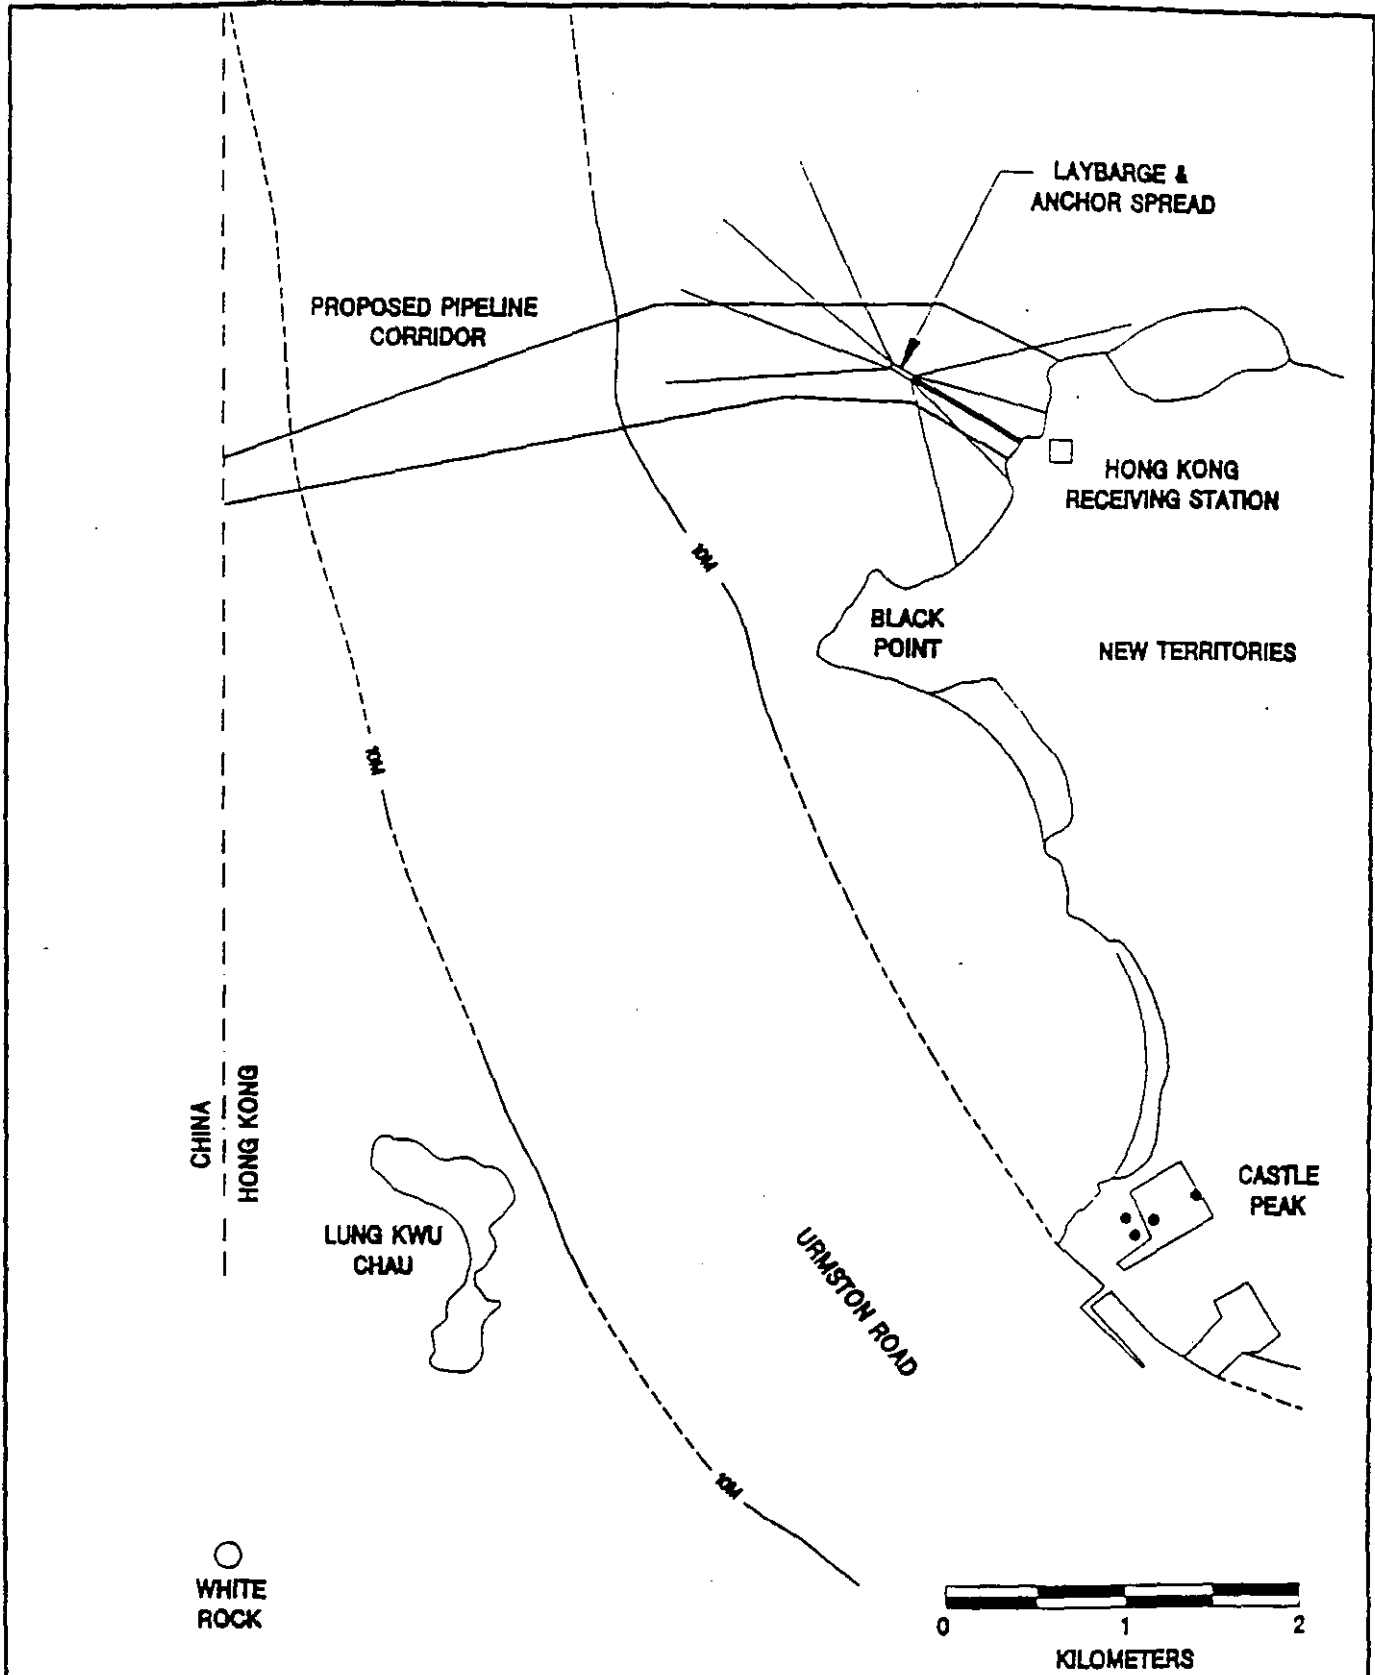 LAYBARGE &
ANCHOR SPREAD
PROPOSED PIPELINE
CORRIDOR
HONG KONG
RECEIVING STATION
10M
BLACK
POINT
NEW TERRITORIES
10M
CHINA
HONG KONG
CASTLE
PEAK
LUNG KWU
CHAU
URMSTON ROAD
10M
WHITE
ROCK
0 1 2
KILOMETERS